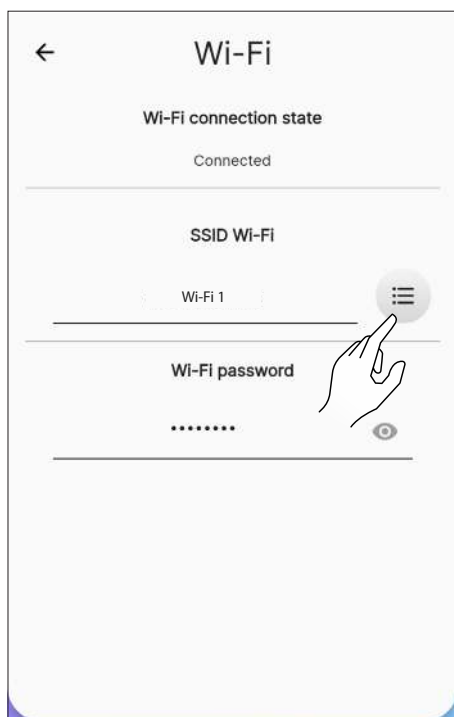 Wi-Fi
Wi-Fi connection state
Connected
SSID Wi-Fi
Wi-Fi 1
Wi-Fi password
••••••••